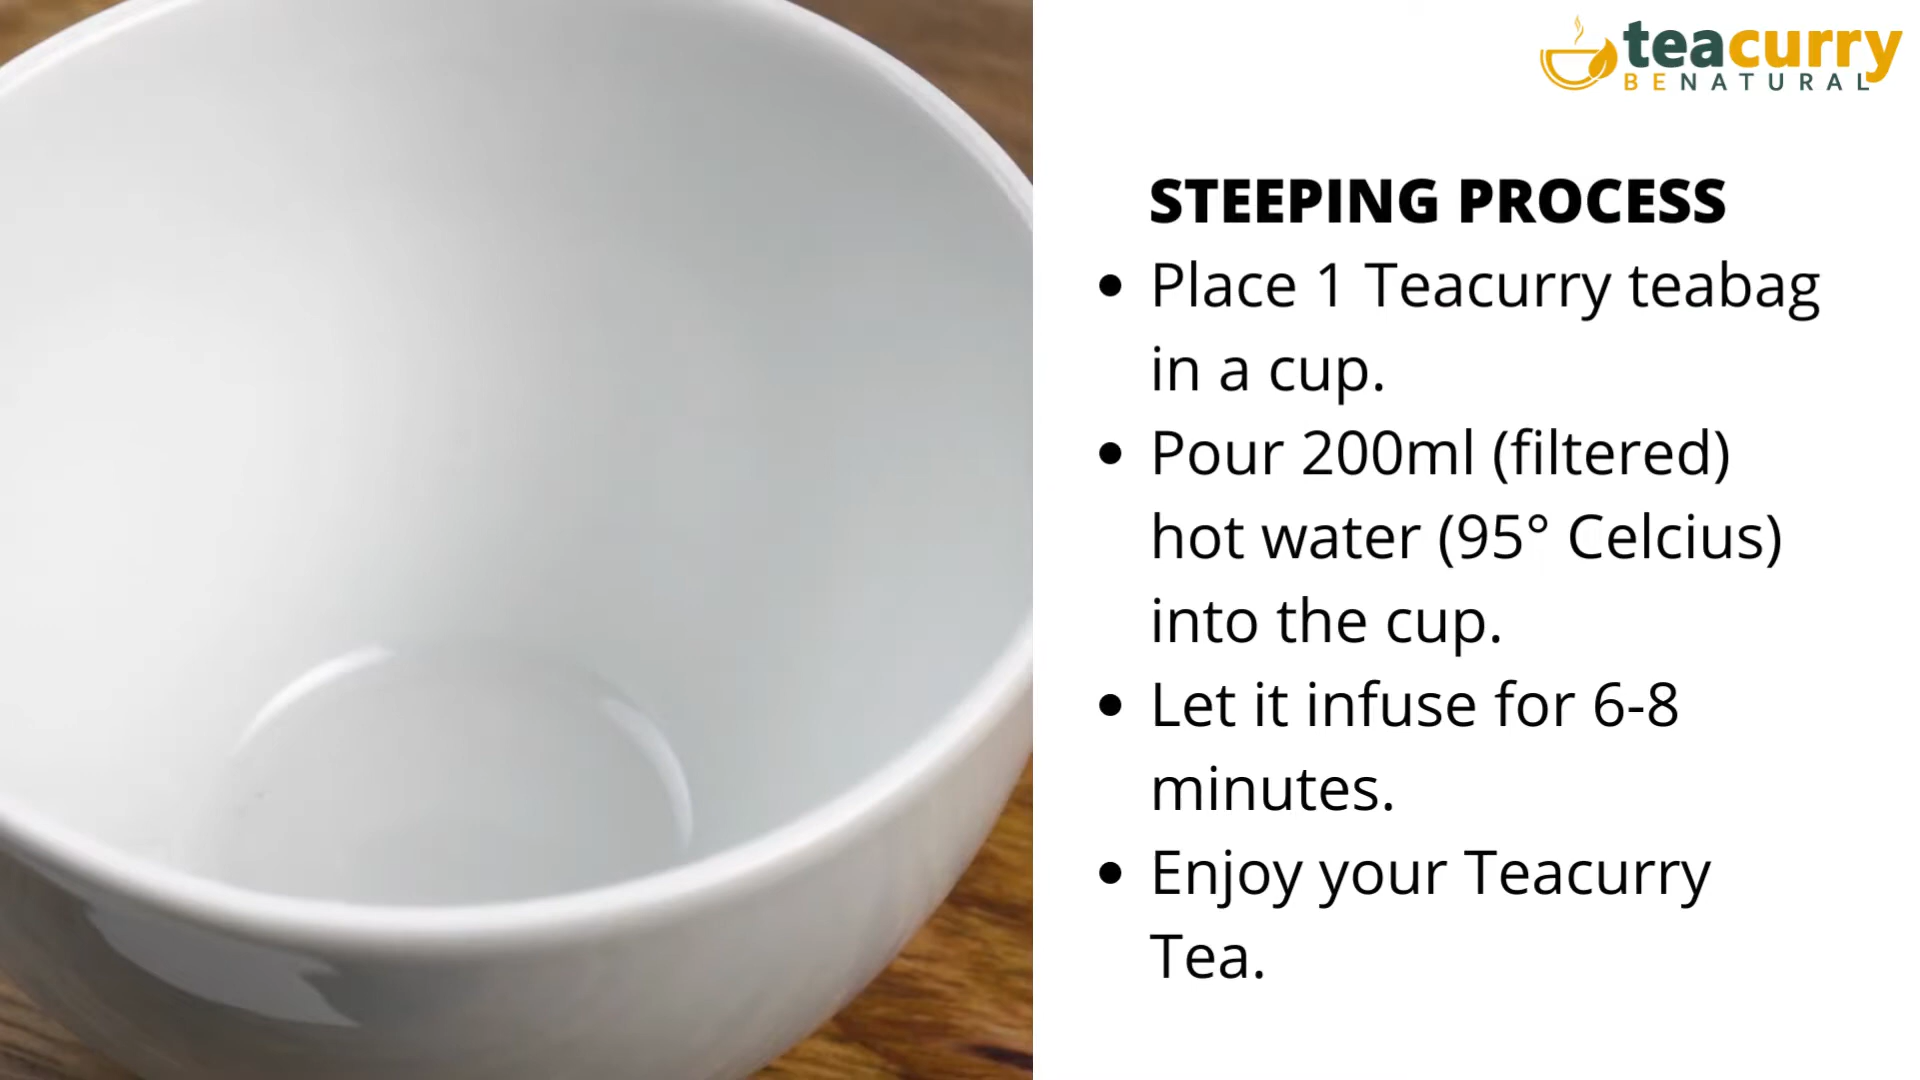 teacurry
BENATURAL
STEEPING PROCESS
• Place 1 Teacurry teabag
in a cup.
• Pour 200ml (filtered)
hot water (95° Celcius)
into the cup.
• Let it infuse for 6-8
minutes.
• Enjoy your Teacurry
Tea.